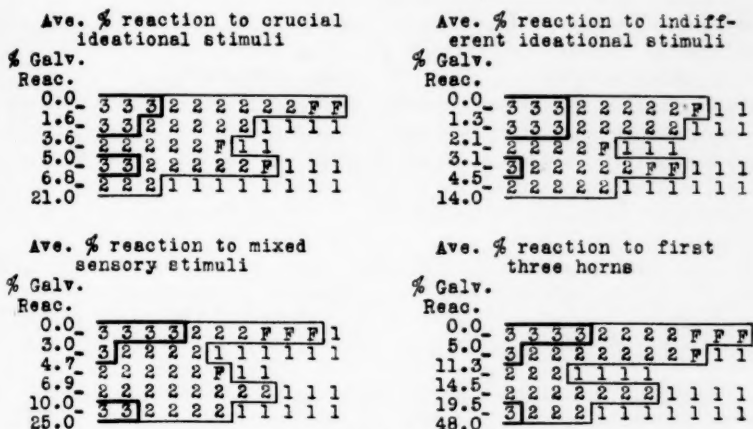 Ave. % reaction to crucial
ideational stimuli
% Galv.
Reac.
0.0-
3 3 3 2 2 2 2 2 2 F F
1.6-
3 3 2 2 2 2 2 1 1 1 1
3.6-
2 2 2 2 2 F 1 1
5.0-
3 3 2 2 2 2 2 F 1 1 1
6.8-
2 2 2 1 1 1 1 1 1 1 1
21.0-
Ave. % reaction to indiff-
erent ideational stimuli
% Galv.
Reac.
0.0-
3 3 3 2 2 2 2 2 F 1 1
1.3-
3 3 3 2 2 2 2 2 1 1 1
2.1-
2 2 2 2 F 1 1 1
3.1-
3 2 2 2 2 2 F F 1 1 1
4.5-
2 2 2 2 2 1 1 1 1 1 1
14.0-
Ave. % reaction to mixed
sensory stimuli
% Galv.
Reac.
0.0-
3 3 3 3 2 2 2 F F F 1
3.0-
3 2 2 2 2 1 1 1 1 1 1
4.7-
2 2 2 2 2 F 1 1
6.9-
2 2 2 2 2 2 2 2 1 1 1
10.0-
3 3 2 2 2 2 1 1 1 1 1
25.0-
Ave. % reaction to first
three horns
% Galv.
Reac.
0.0-
3 3 3 3 2 2 2 2 F F F
5.0-
3 2 2 2 2 2 2 2 F 1 1
11.3-
2 2 2 1 1 1 1
14.5-
2 2 2 2 2 2 2 1 1 1 1
19.5-
3 2 2 2 1 1 1 1 1 1 1
48.0-